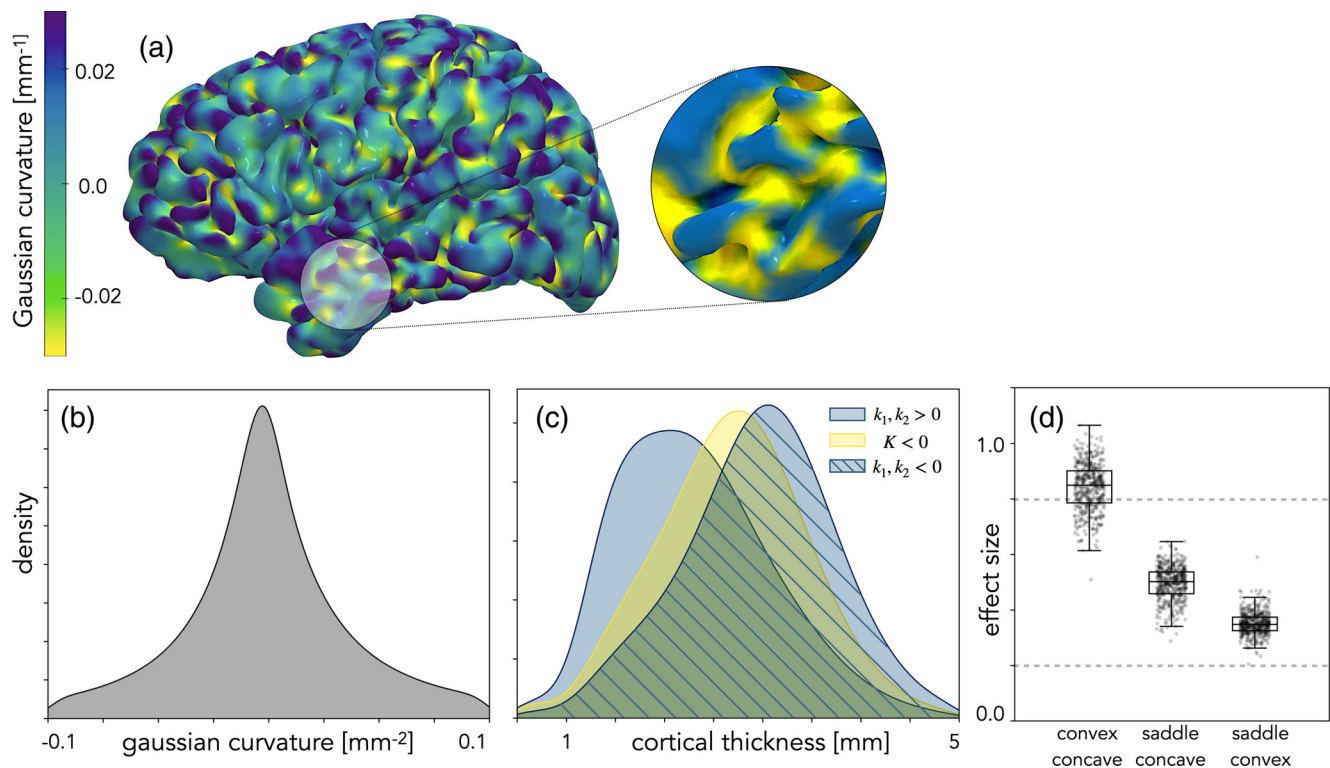 (a)
Gaussian curvature [mm-1]
0.02
0.0
-0.02
(b)
density
-0.1
gaussian curvature [mm-2]
0.1
(c)
k1, k2 > 0
K < 0
k1, k2 < 0
1
cortical thickness [mm]
5
(d)
effect size
1.0
0.0
convex saddle saddle
concave concave convex